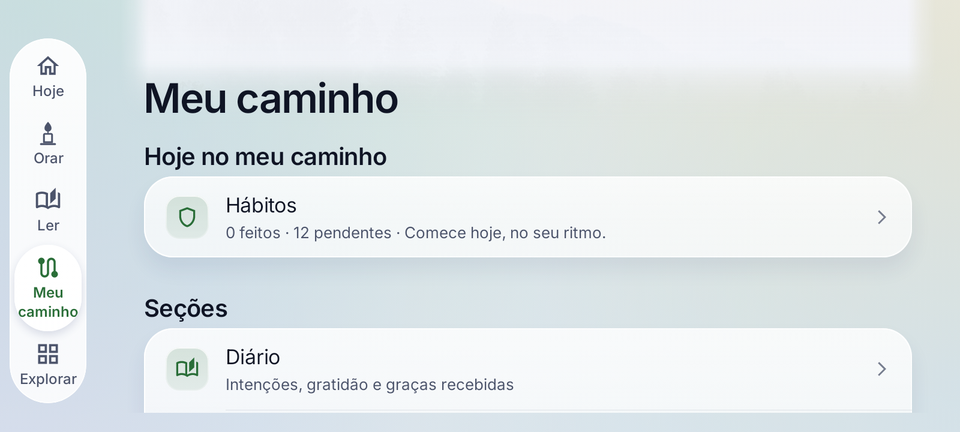 Hoje
Orar
Ler
Meu
caminho
Explorar
Meu caminho
Hoje no meu caminho
Hábitos
0 feitos · 12 pendentes · Comece hoje, no seu ritmo.
Seções
Diário
Intenções, gratidão e graças recebidas